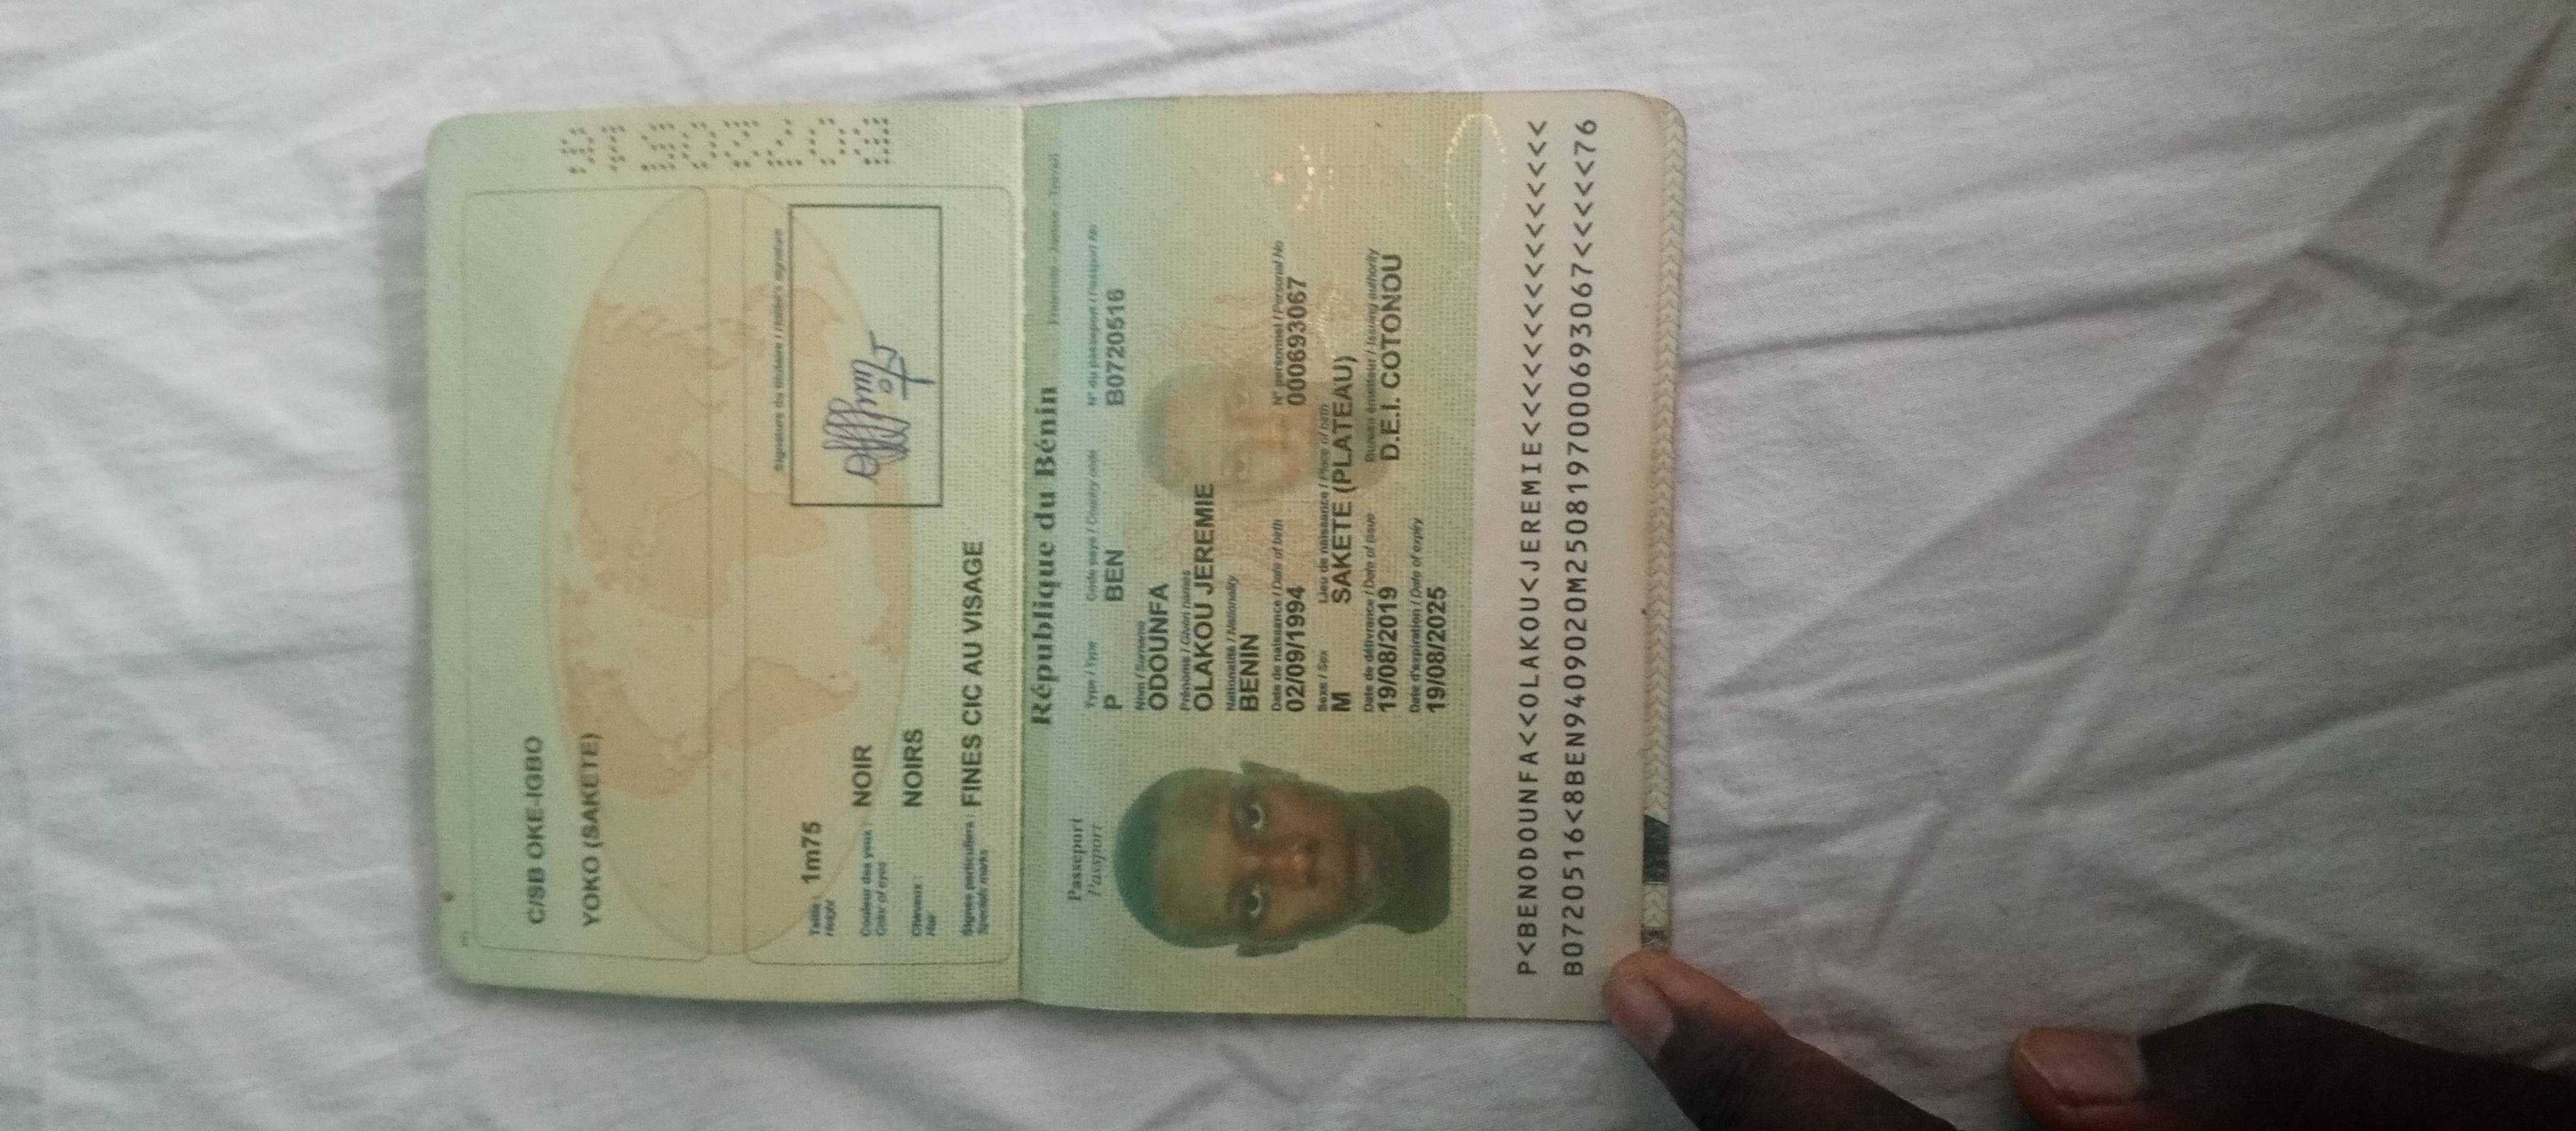 C/SB OKE-IGBO
YOKO (SAKETE)
Signature du titulaire / Holder's signature
Taille : 1m75
Height
Couleur des yeux : NOIR
Color of eyes
Cheveux : NOIRS
Hair
Signes particuliers : FINES CIC AU VISAGE
Specials marks
B0720516
République du Bénin
Fraternité - Justice - Travail
Passeport
Passport
Type / Type Code pays / Country code N° du passeport / Passport No
P BEN B0720516
Nom / Surname
ODOUNFA
Prénoms / Given names
OLAKOU JEREMIE
Nationalité / Nationality
BENIN
Date de naissance / Date of birth N° personnel / Personal No
02/09/1994 000693067
Sexe / Sex Lieu de naissance / Place of birth
M SAKETE (PLATEAU)
Date de délivrance / Date of issue Bureau émetteur / Issuing authority
19/08/2019 D.E.I. COTONOU
Date d'expiration / Date of expiry
19/08/2025
P<BENODOUNFA<<OLAKOU<JEREMIE<<<<<<<<<<<<<<<<
B0720516<8BEN9409020M2508197000693067<<<<<76